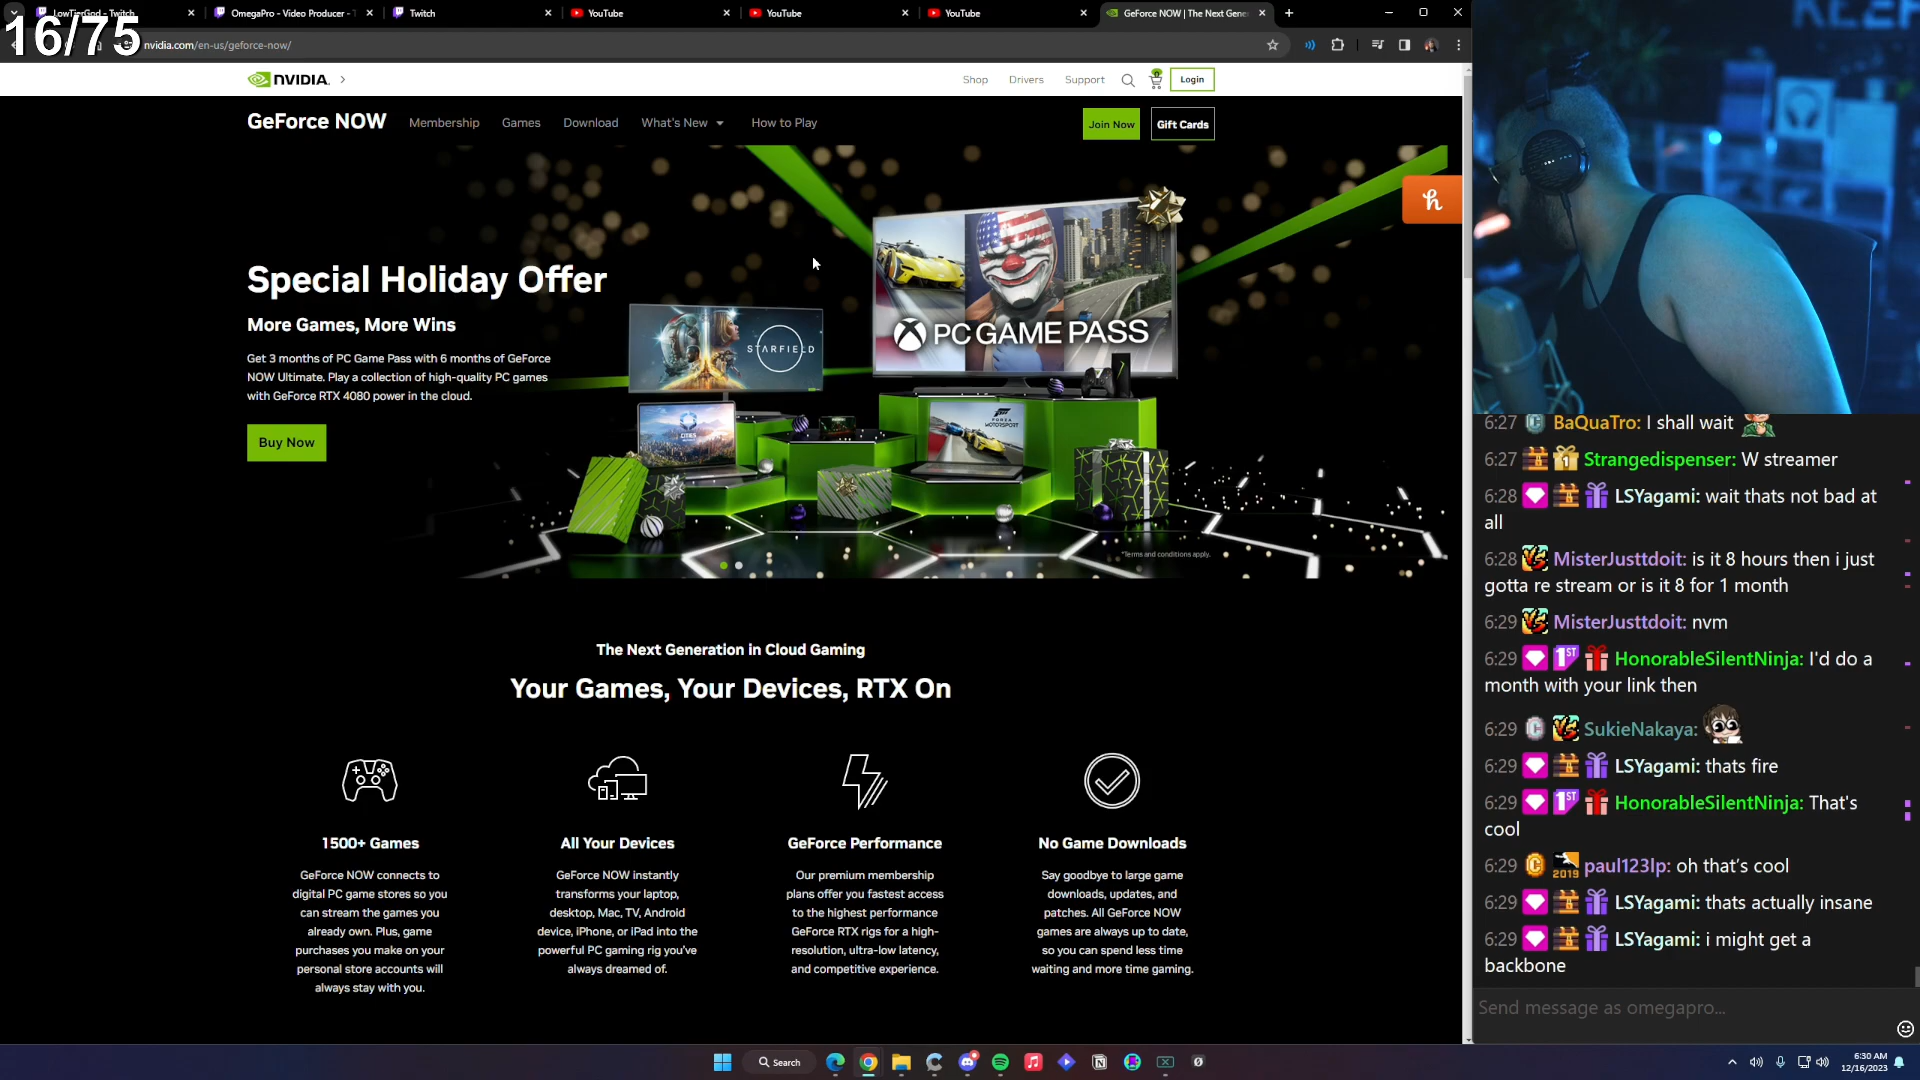 LowTierGod - Twitch
OmegaPro - Video Producer -
Twitch
YouTube
YouTube
YouTube
GeForce NOW | The Next Gene
16/75
nvidia.com/en-us/geforce-now/
NVIDIA.
Shop
Drivers
Support
Login
GeForce NOW
Membership
Games
Download
What's New
How to Play
Join Now
Gift Cards
Special Holiday Offer
More Games, More Wins
Get 3 months of PC Game Pass with 6 months of GeForce
NOW Ultimate. Play a collection of high-quality PC games
with GeForce RTX 4080 power in the cloud.
Buy Now
STARFIELD
PC GAME PASS
CITIES
FORZA
MOTORSPORT
*Terms and conditions apply.
h
The Next Generation in Cloud Gaming
Your Games, Your Devices, RTX On
1500+ Games
GeForce NOW connects to
digital PC game stores so you
can stream the games you
already own. Plus, game
purchases you make on your
personal store accounts will
always stay with you.
All Your Devices
GeForce NOW instantly
transforms your laptop,
desktop, Mac, TV, Android
device, iPhone, or iPad into the
powerful PC gaming rig you've
always dreamed of.
GeForce Performance
Our premium membership
plans offer you fastest access
to the highest performance
GeForce RTX rigs for a high-
resolution, ultra-low latency,
and competitive experience.
No Game Downloads
Say goodbye to large game
downloads, updates, and
patches. All GeForce NOW
games are always up to date,
so you can spend less time
waiting and more time gaming.
6:27 BaQuaTro: I shall wait
6:27 1 Strangedispenser: W streamer
6:28 LSYagami: wait thats not bad at
all
6:28 VS MisterJusttdoit: is it 8 hours then i just
gotta re stream or is it 8 for 1 month
6:29 VS MisterJusttdoit: nvm
6:29 1ST HonorableSilentNinja: I'd do a
month with your link then
6:29 VS SukieNakaya:
6:29 LSYagami: thats fire
6:29 1ST HonorableSilentNinja: That's
cool
6:29 2019 paul123lp: oh that's cool
6:29 LSYagami: thats actually insane
6:29 LSYagami: i might get a
backbone
Send message as omegapro...
Search
6:30 AM
12/16/2023